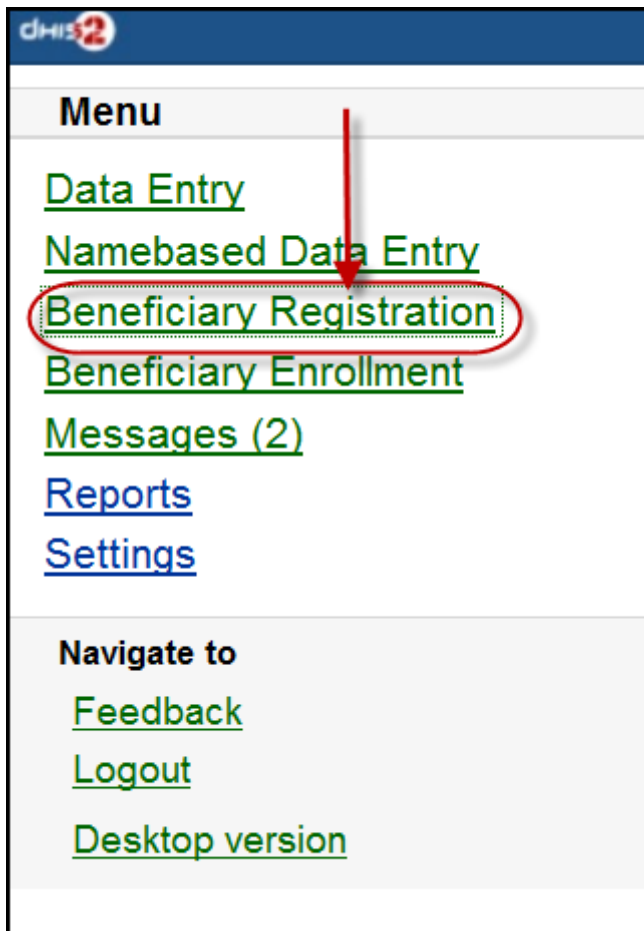 dHIS2
Menu
Data Entry
Namebased Data Entry
Beneficiary Registration
Beneficiary Enrollment
Messages (2)
Reports
Settings
Navigate to
Feedback
Logout
Desktop version